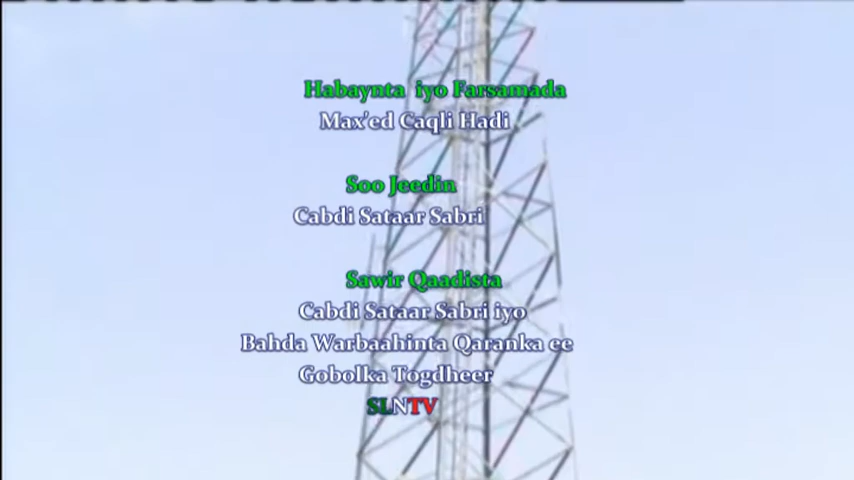 Habaynta iyo Farsamada
Max'ed Caqli Hadi
Soo Jeedin
Cabdi Sataar Sabri
Sawir Qaadista
Cabdi Sataar Sabri iyo
Bahda Warbaahinta Qaranka ee
Gobolka Togdheer
SLNTV